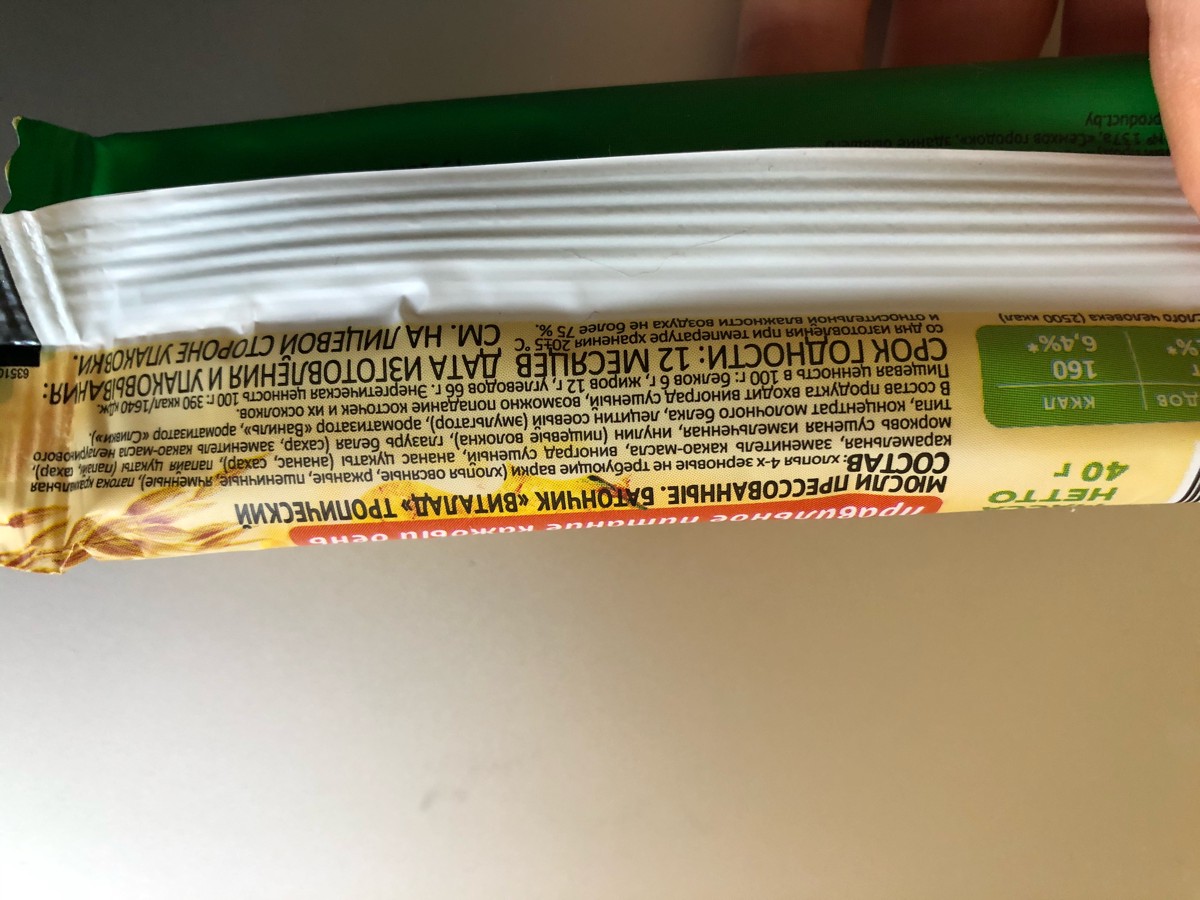 правильное питание каждый день
МЮСЛИ ПРЕССОВАННЫЕ. БАТОНЧИК «ВИТАЛАД» ТРОПИЧЕСКИЙ
СОСТАВ: хлопья 4-х зерновые не требующие варки (хлопья овсяные, ржаные, пшеничные, ячменные), патока крахмальная
карамельная, заменитель какао-масла, виноград сушеный, ананас цукаты (ананас, сахар), папайи цукаты (папайи, сахар),
морковь сушеная измельченная, инулин (пищевые волокна), глазурь белая (сахар, заменитель масла какао нелауринового
типа, концентрат молочного белка, лецитин соевый (эмульгатор), ароматизатор «Ваниль», ароматизатор «Сливки»).
В состав продукта входит виноград сушеный, возможно попадание косточек и их осколков.
Пищевая ценность в 100 г: белков 6 г, жиров 12 г, углеводов 66 г. Энергетическая ценность 100 г: 390 ккал/1640 кДж.
СРОК ГОДНОСТИ: 12 МЕСЯЦЕВ
со дня изготовления при температуре хранения 20±5 °С
и относительной влажности воздуха не более 75 %.
ДАТА ИЗГОТОВЛЕНИЯ И УПАКОВЫВАНИЯ:
СМ. НА ЛИЦЕВОЙ СТОРОНЕ УПАКОВКИ.
НЕТТО
40 г
ККАЛ
160
6,4%*
(2500 ккал)
product.by